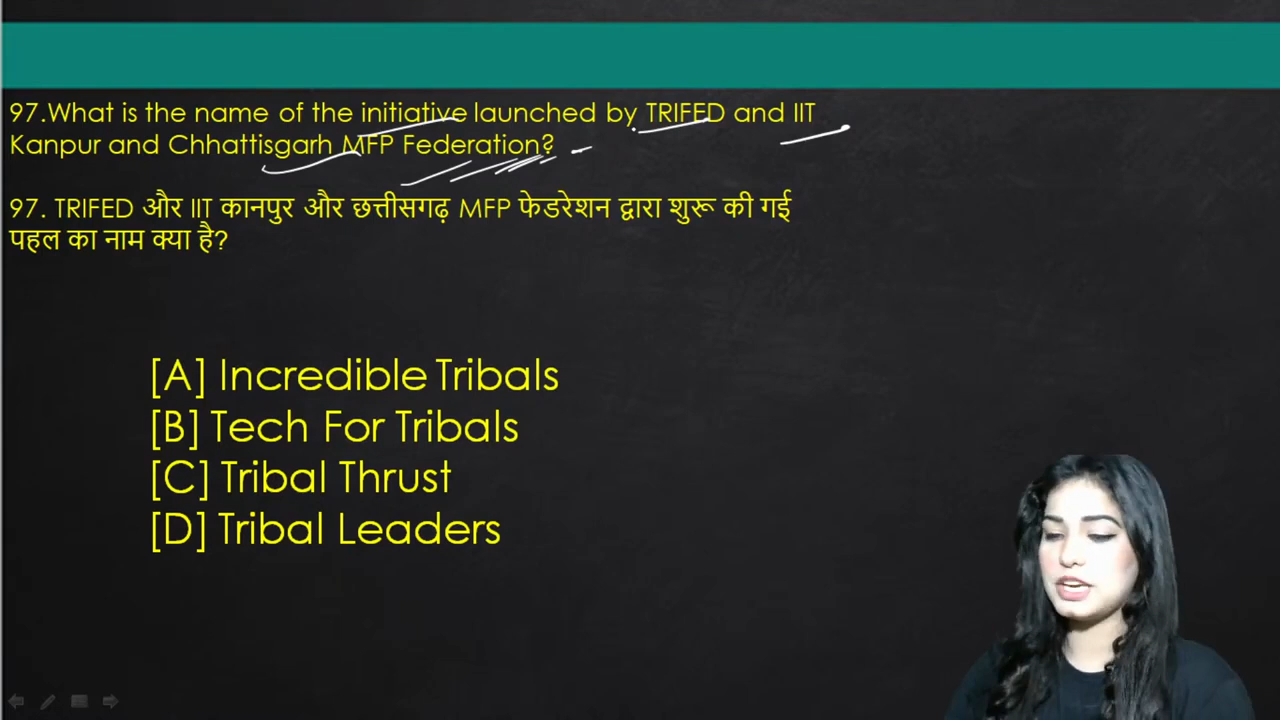 97.What is the name of the initiative launched by TRIFED and IIT
Kanpur and Chhattisgarh MFP Federation?
97. TRIFED और IIT कानपुर और छत्तीसगढ़ MFP फेडरेशन द्वारा शुरू की गई
पहल का नाम क्या है?
[A] Incredible Tribals
[B] Tech For Tribals
[C] Tribal Thrust
[D] Tribal Leaders